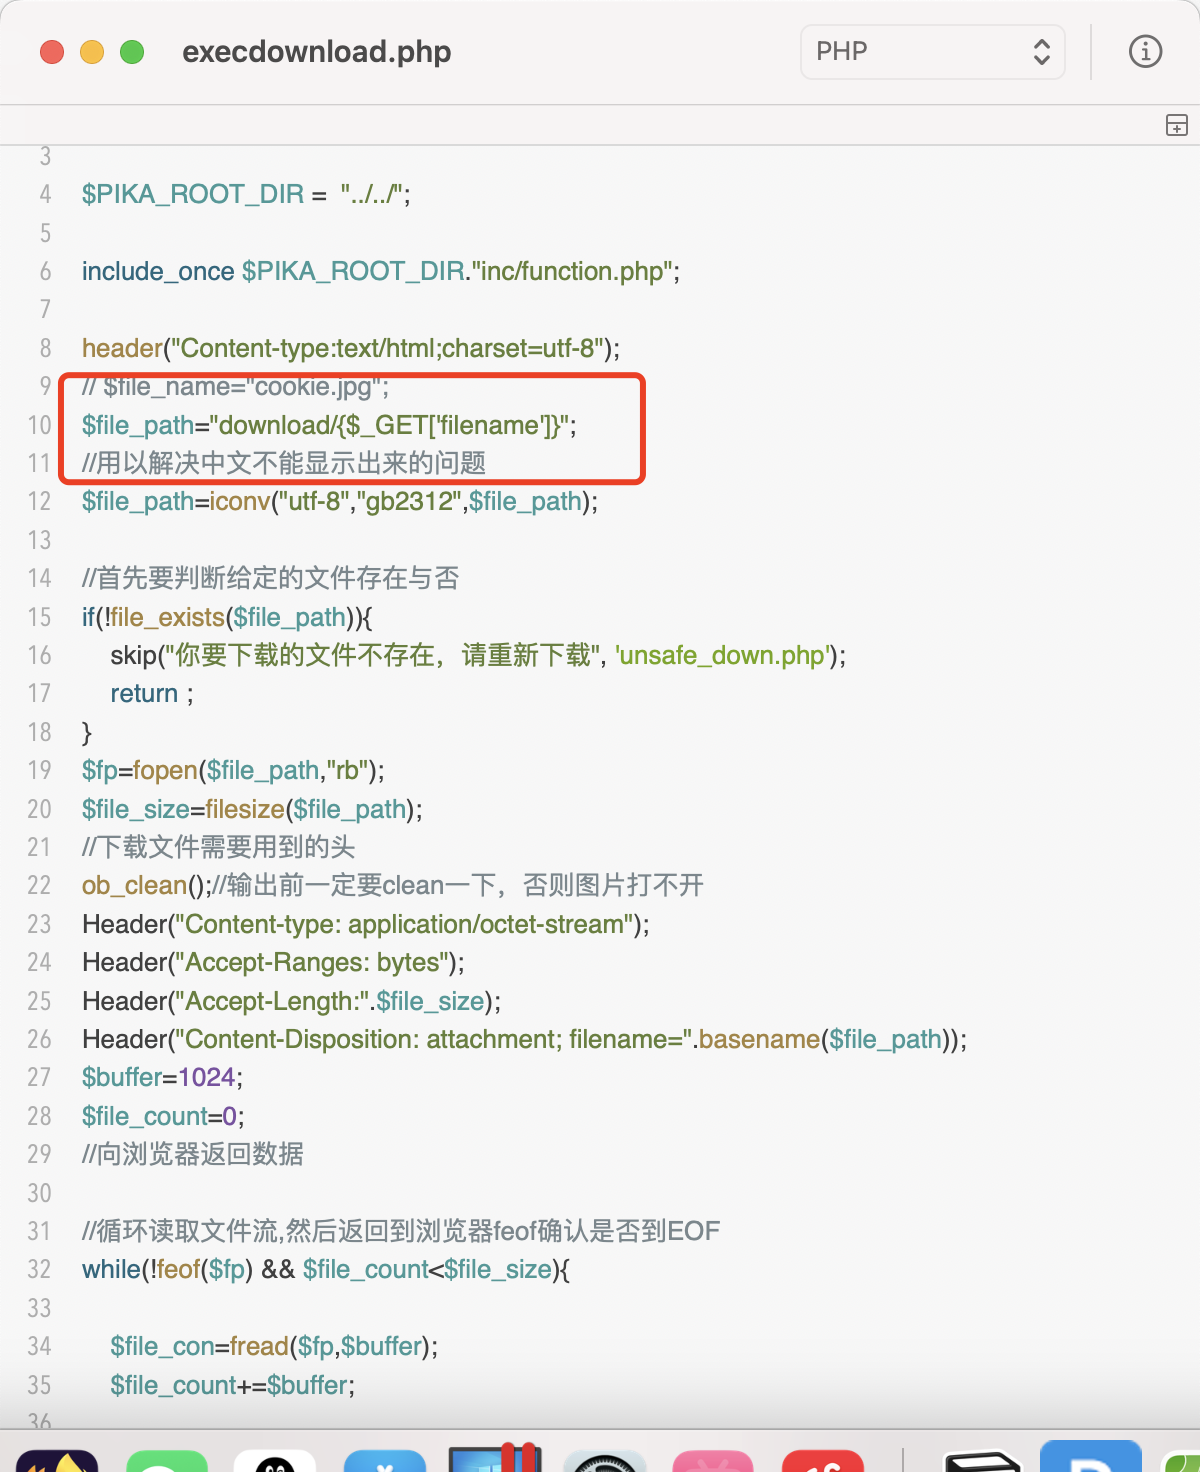 execdownload.php
PHP
3
4 $PIKA_ROOT_DIR = "../../";
5
6 include_once $PIKA_ROOT_DIR."inc/function.php";
7
8 header("Content-type:text/html;charset=utf-8");
9 // $file_name="cookie.jpg";
10 $file_path="download/{$_GET['filename']}";
11 //用以解决中文不能显示出来的问题
12 $file_path=iconv("utf-8","gb2312",$file_path);
13
14 //首先要判断给定的文件存在与否
15 if(!file_exists($file_path)){
16 skip("你要下载的文件不存在，请重新下载", 'unsafe_down.php');
17 return ;
18 }
19 $fp=fopen($file_path,"rb");
20 $file_size=filesize($file_path);
21 //下载文件需要用到的头
22 ob_clean();//输出前一定要clean一下，否则图片打不开
23 Header("Content-type: application/octet-stream");
24 Header("Accept-Ranges: bytes");
25 Header("Accept-Length:".$file_size);
26 Header("Content-Disposition: attachment; filename=".basename($file_path));
27 $buffer=1024;
28 $file_count=0;
29 //向浏览器返回数据
30
31 //循环读取文件流,然后返回到浏览器feof确认是否到EOF
32 while(!feof($fp) && $file_count<$file_size){
33
34 $file_con=fread($fp,$buffer);
35 $file_count+=$buffer;
36